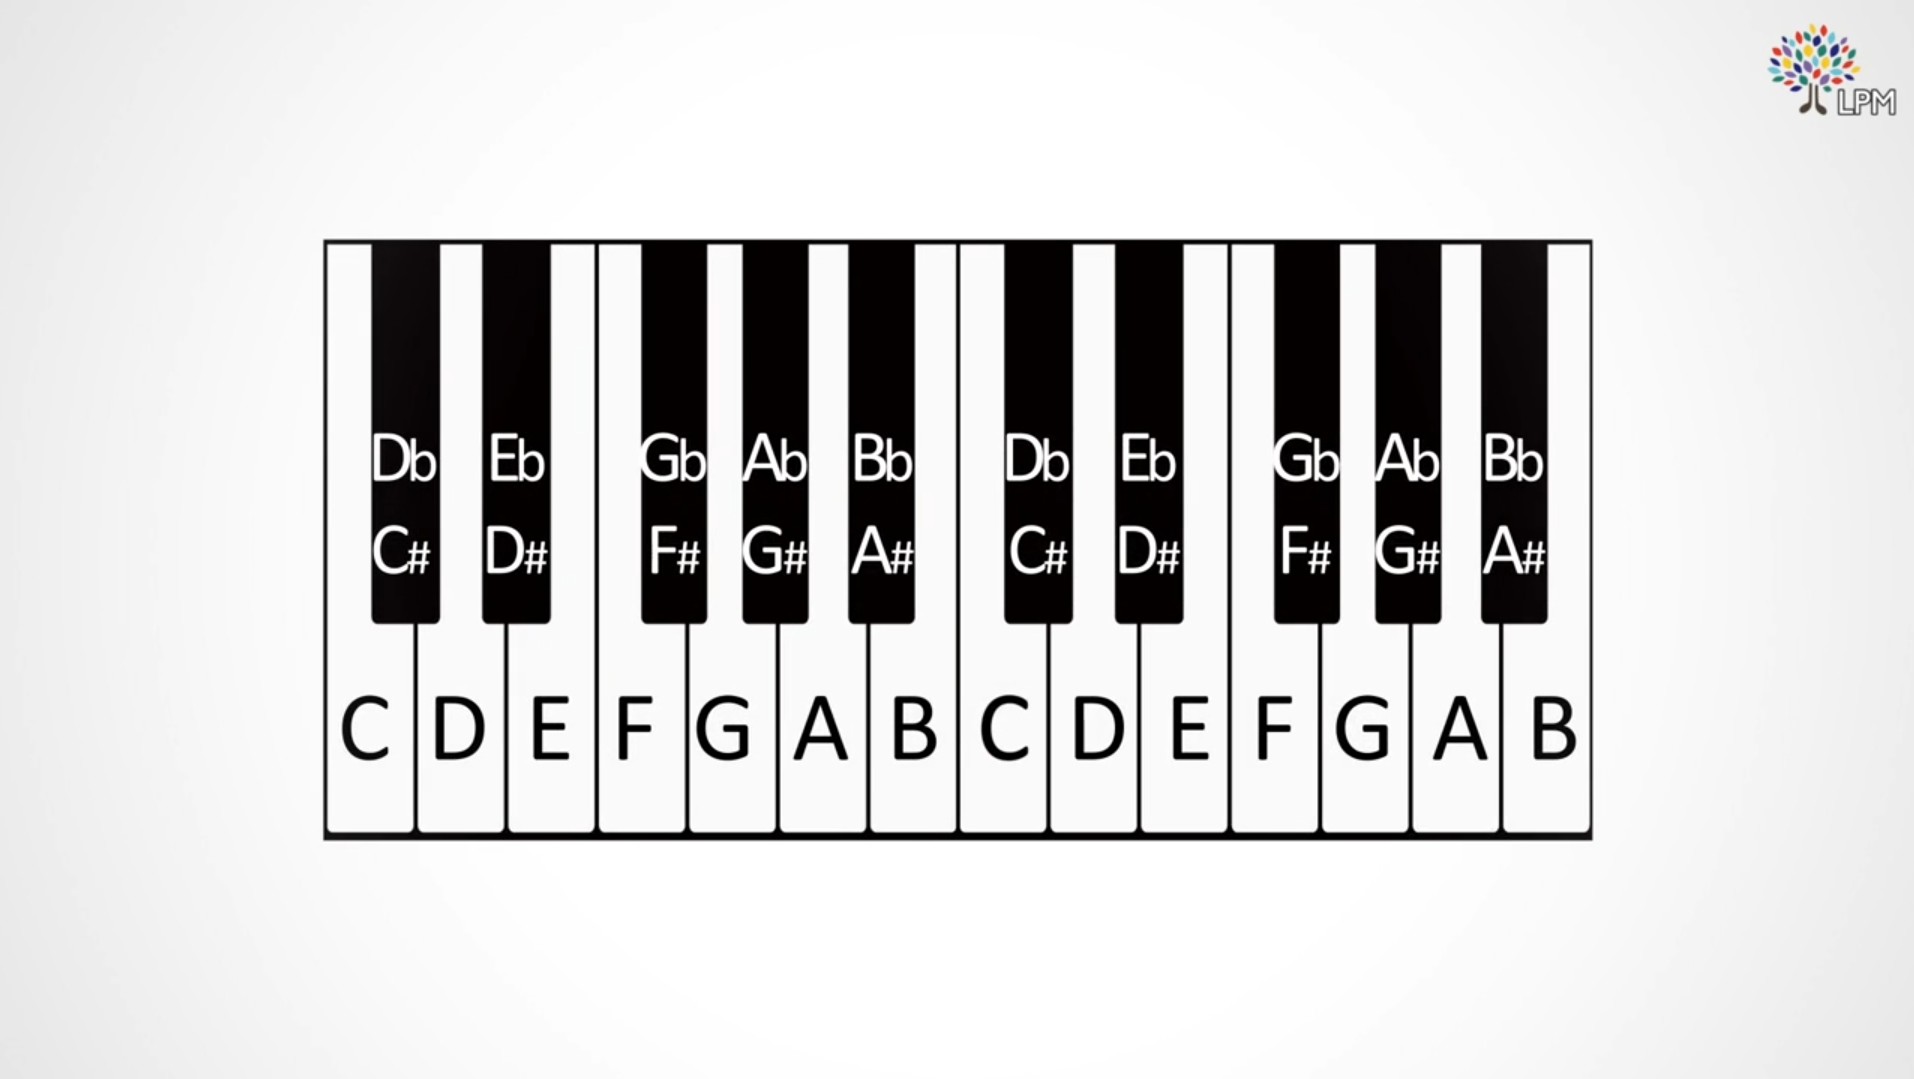 LPM
Db Eb Gb Ab Bb Db Eb Gb Ab Bb
C# D# F# G# A# C# D# F# G# A#
C D E F G A B C D E F G A B